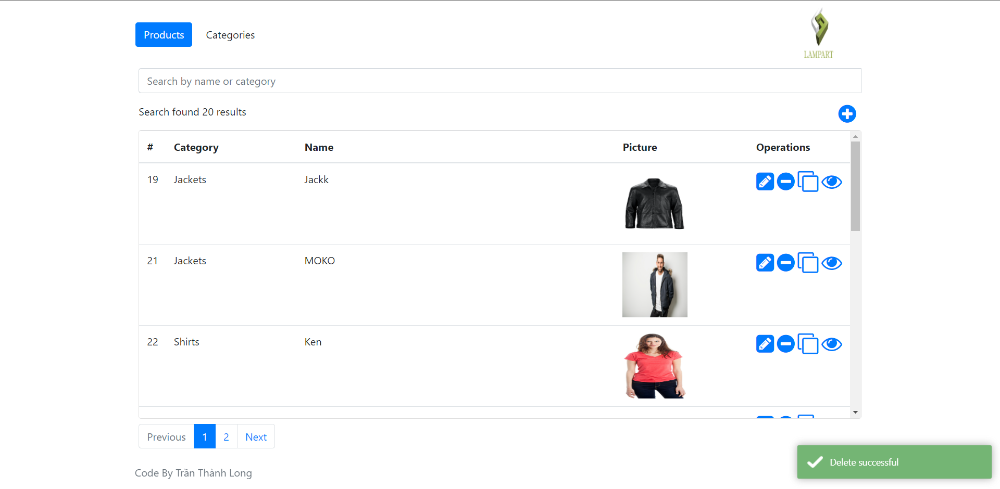 Products
Categories
LAMPART
Search by name or category
Search found 20 results
# Category Name Picture Operations
19 Jackets Jackk
21 Jackets MOKO
22 Shirts Ken
Previous 1 2 Next
Code By Trần Thành Long
Delete successful